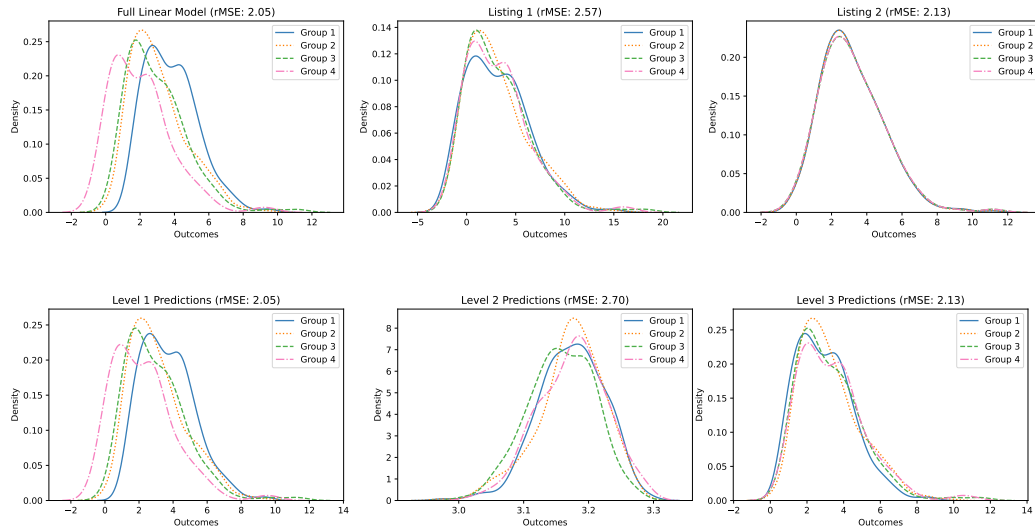 Full Linear Model (rMSE: 2.05)
Density
0.25
0.20
0.15
0.10
0.05
0.00
−2 0 2 4 6 8 10 12
Outcomes
Group 1
Group 2
Group 3
Group 4
Listing 1 (rMSE: 2.57)
Density
0.14
0.12
0.10
0.08
0.06
0.04
0.02
0.00
−5 0 5 10 15 20
Outcomes
Group 1
Group 2
Group 3
Group 4
Listing 2 (rMSE: 2.13)
Density
0.20
0.15
0.10
0.05
0.00
−2 0 2 4 6 8 10 12
Outcomes
Group 1
Group 2
Group 3
Group 4
Level 1 Predictions (rMSE: 2.05)
Density
0.25
0.20
0.15
0.10
0.05
0.00
−2 0 2 4 6 8 10 12 14
Outcomes
Group 1
Group 2
Group 3
Group 4
Level 2 Predictions (rMSE: 2.70)
Density
8
7
6
5
4
3
2
1
0
3.0 3.1 3.2 3.3
Outcomes
Group 1
Group 2
Group 3
Group 4
Level 3 Predictions (rMSE: 2.13)
Density
0.25
0.20
0.15
0.10
0.05
0.00
−2 0 2 4 6 8 10 12 14
Outcomes
Group 1
Group 2
Group 3
Group 4